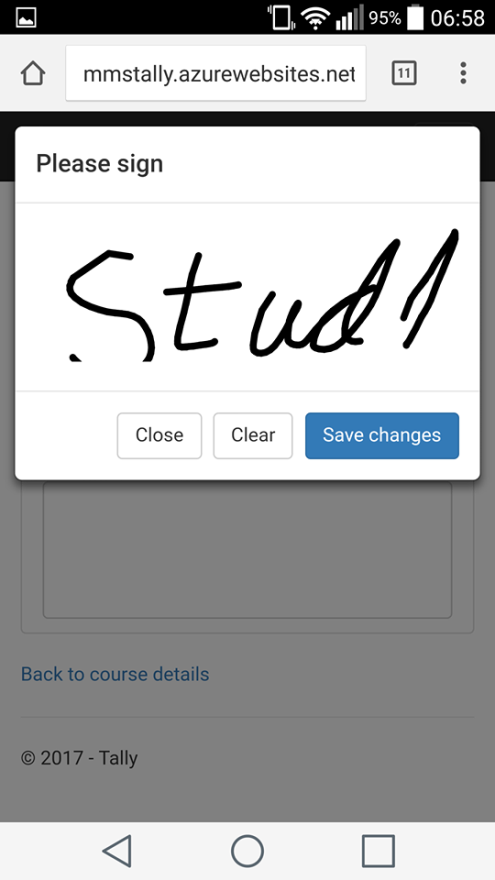 95% 06:58
mmstally.azurewebsites.net 11
Please sign
Stud1
Close Clear Save changes
Back to course details
© 2017 - Tally